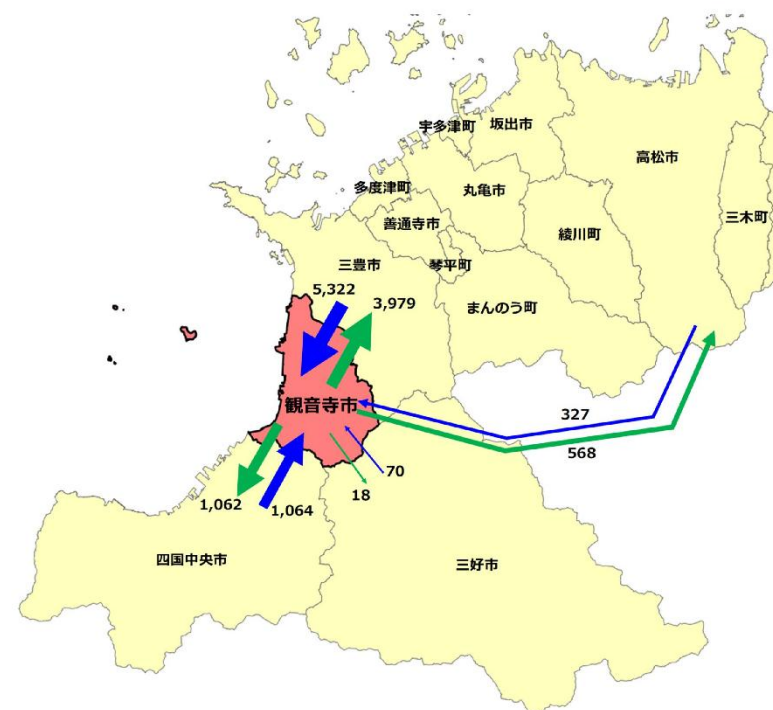 宇多津町
坂出市
高松市
多度津町
丸亀市
三木町
善通寺市
綾川町
三豊市
琴平町
まんのう町
5,322
3,979
観音寺市
327
568
70
18
1,062
1,064
四国中央市
三好市